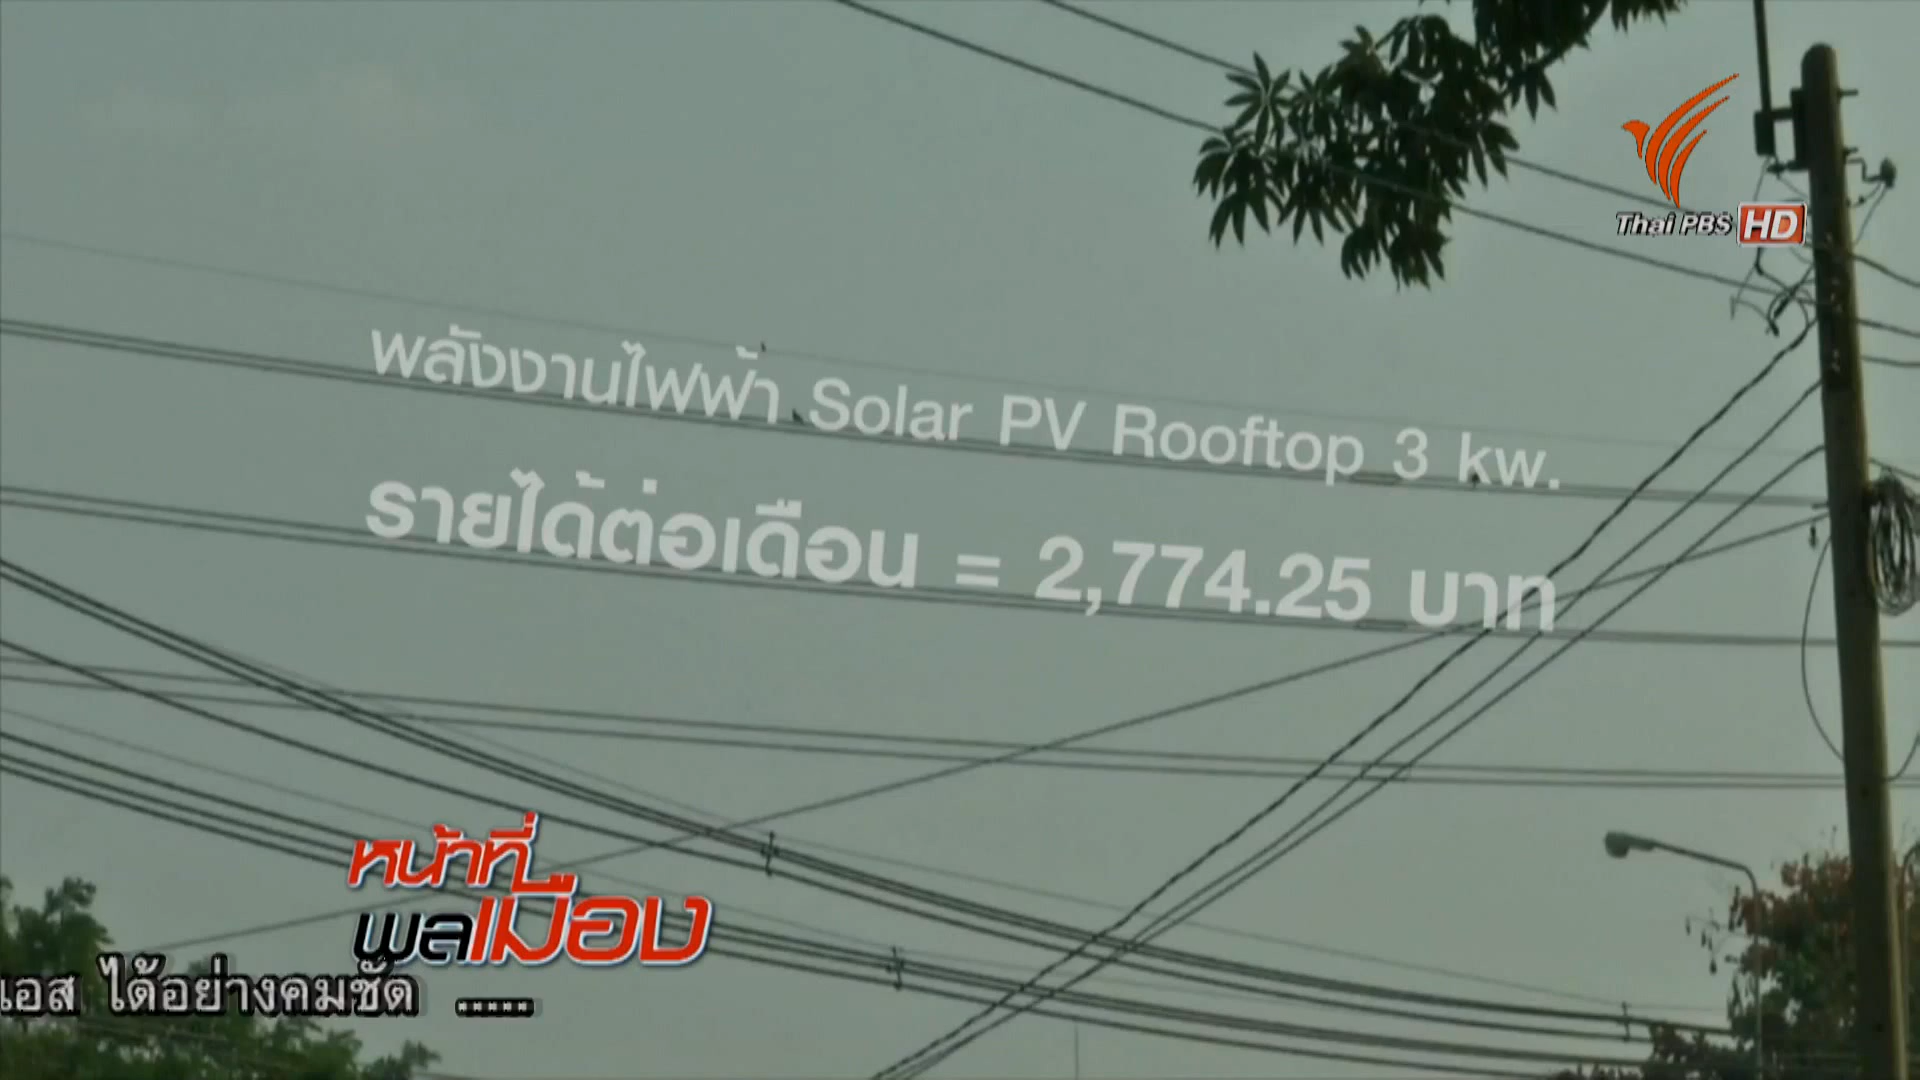 Thai PBS HD
พลังงานไฟฟ้า Solar PV Rooftop 3 kw.
รายได้ต่อเดือน = 2,774.25 บาท
หน้าที่
พลเมือง
เอส ได้อย่างคมชัด .....